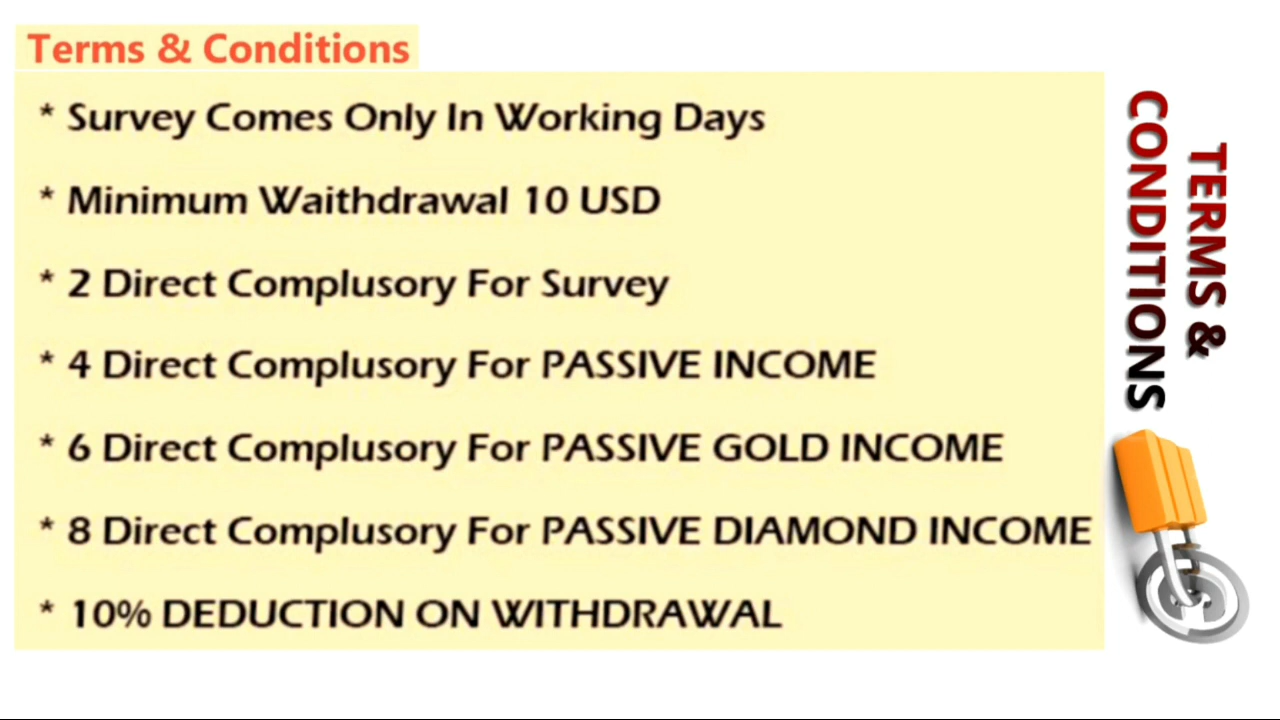 Terms & Conditions
* Survey Comes Only In Working Days
* Minimum Waithdrawal 10 USD
* 2 Direct Complusory For Survey
* 4 Direct Complusory For PASSIVE INCOME
* 6 Direct Complusory For PASSIVE GOLD INCOME
* 8 Direct Complusory For PASSIVE DIAMOND INCOME
* 10% DEDUCTION ON WITHDRAWAL
TERMS &
CONDITIONS